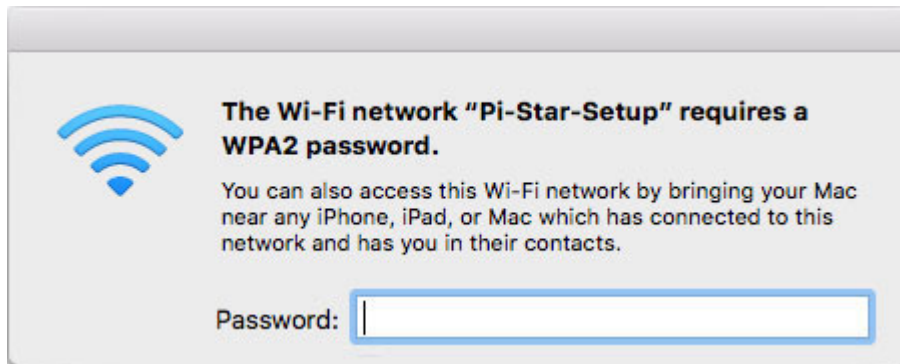 The Wi-Fi network “Pi-Star-Setup” requires a
WPA2 password.
You can also access this Wi-Fi network by bringing your Mac
near any iPhone, iPad, or Mac which has connected to this
network and has you in their contacts.
Password: